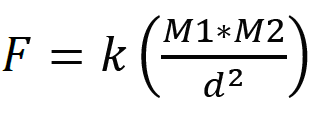 F = k (M1*M2 / d²)